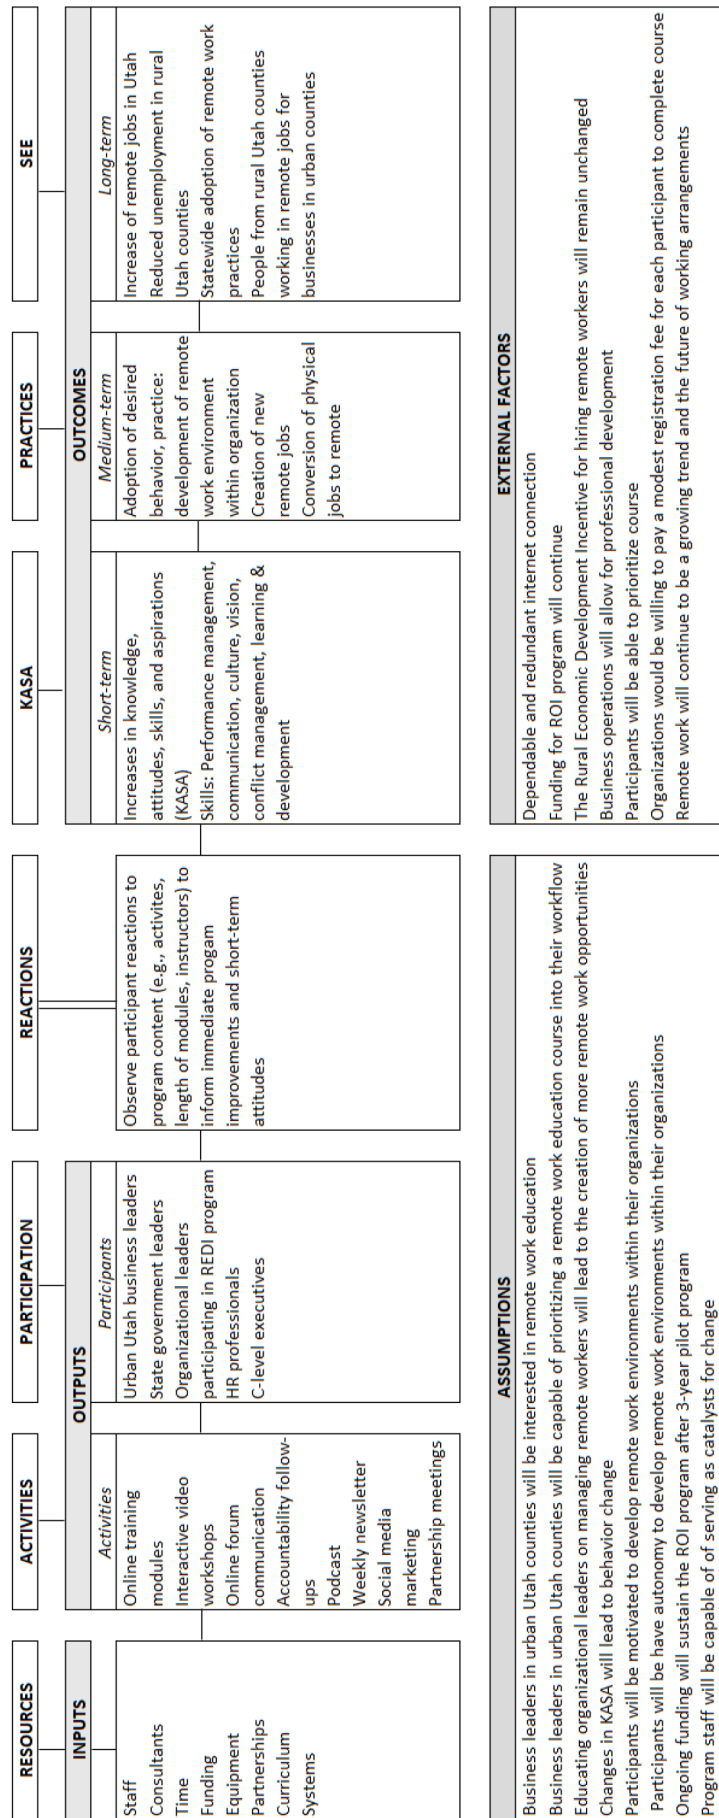 RESOURCES
INPUTS
Staff
Consultants
Time
Funding
Equipment
Partnerships
Curriculum
Systems
ACTIVITIES
PARTICIPATION
OUTPUTS
Activities
Online training
modules
Interactive video
workshops
Online forum
communication
Accountability follow-
ups
Podcast
Weekly newsletter
Social media
marketing
Partnership meetings
Participants
Urban Utah business leaders
State government leaders
Organizational leaders
participating in REDI program
HR professionals
C-level executives
REACTIONS
Observe participant reactions to
program content (e.g., activites,
length of modules, instructors) to
inform immediate progam
improvements and short-term
attitudes
KASA
PRACTICES
SEE
OUTCOMES
Short-term
Increases in knowledge,
attitudes, skills, and aspirations
(KASA)
Skills: Performance management,
communication, culture, vision,
conflict management, learning &
development
Medium-term
Adoption of desired
behavior, practice:
development of remote
work environment
within organization
Creation of new
remote jobs
Conversion of physical
jobs to remote
Long-term
Increase of remote jobs in Utah
Reduced unemployment in rural
Utah counties
Statewide adoption of remote work
practices
People from rural Utah counties
working in remote jobs for
businesses in urban counties
ASSUMPTIONS
Business leaders in urban Utah counties will be interested in remote work education
Business leaders in urban Utah counties will be capable of prioritizing a remote work education course into their workflow
Educating organizational leaders on managing remote workers will lead to the creation of more remote work opportunities
Changes in KASA will lead to behavior change
Participants will be motivated to develop remote work environments within their organizations
Participants will be have autonomy to develop remote work environments within their organizations
Ongoing funding will sustain the ROI program after 3-year pilot program
Program staff will be capable of of serving as catalysts for change
EXTERNAL FACTORS
Dependable and redundant internet connection
Funding for ROI program will continue
The Rural Economic Development Incentive for hiring remote workers will remain unchanged
Business operations will allow for professional development
Participants will be able to prioritize course
Organizations would be willing to pay a modest registration fee for each participant to complete course
Remote work will continue to be a growing trend and the future of working arrangements